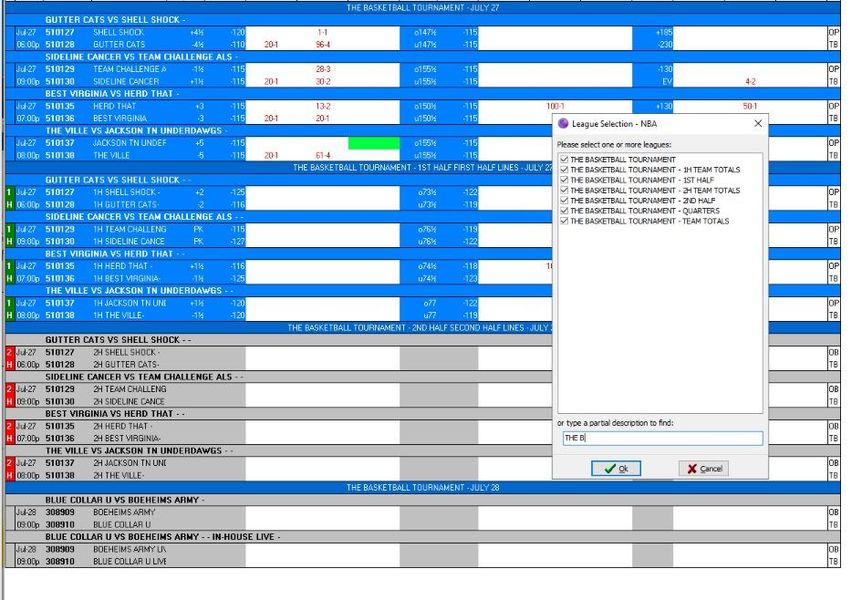 THE BASKETBALL TOURNAMENT - JULY 27
GUTTER CATS VS SHELL SHOCK -
Jul-27 510127 SHELL SHOCK +4½ -120 1-1 o147½ -115 +185 OP
06:00p 510128 GUTTER CATS -4½ -110 20-1 96-4 u147½ -115 -230 TB
SIDELINE CANCER VS TEAM CHALLENGE ALS -
Jul-27 510129 TEAM CHALLENGE A -1½ -115 28-3 o155½ -115 -130 OP
09:00p 510130 SIDELINE CANCER +1½ -115 20-1 30-2 u155½ -115 EV 4-2 TB
BEST VIRGINIA VS HERD THAT -
Jul-27 510135 HERD THAT +3 -115 13-2 o150½ -115 100-1 +130 50-1 OP
07:00p 510136 BEST VIRGINIA -3 -115 20-1 20-1 u150½ -115 TB
THE VILLE VS JACKSON TN UNDERDAWGS -
Jul-27 510137 JACKSON TN UNDEF +5 -115 o155½ -115 OP
08:00p 510138 THE VILLE -5 -115 20-1 61-4 u155½ -115 TB
THE BASKETBALL TOURNAMENT - 1ST HALF FIRST HALF LINES - JULY 27
GUTTER CATS VS SHELL SHOCK - -
1 Jul-27 510127 1H SHELL SHOCK - +2 -125 o73½ -122 OP
H 06:00p 510128 1H GUTTER CATS- -2 -116 u73½ -119 TB
SIDELINE CANCER VS TEAM CHALLENGE ALS - -
1 Jul-27 510129 1H TEAM CHALLENG PK -115 o76½ -119 OP
H 09:00p 510130 1H SIDELINE CANCE PK -127 u76½ -122 TB
BEST VIRGINIA VS HERD THAT - -
1 Jul-27 510135 1H HERD THAT - +1½ -116 o74½ -118 OP
H 07:00p 510136 1H BEST VIRGINIA- -1½ -125 u74½ -123 TB
THE VILLE VS JACKSON TN UNDERDAWGS - -
1 Jul-27 510137 1H JACKSON TN UNI +1½ -120 o77 -122 OP
H 08:00p 510138 1H THE VILLE- -1½ -120 u77 -119 TB
THE BASKETBALL TOURNAMENT - 2ND HALF SECOND HALF LINES - JULY
GUTTER CATS VS SHELL SHOCK - -
2 Jul-27 510127 2H SHELL SHOCK - OB
H 06:00p 510128 2H GUTTER CATS- TB
SIDELINE CANCER VS TEAM CHALLENGE ALS - -
2 Jul-27 510129 2H TEAM CHALLENG OB
H 09:00p 510130 2H SIDELINE CANCE TB
BEST VIRGINIA VS HERD THAT - -
2 Jul-27 510135 2H HERD THAT - OB
H 07:00p 510136 2H BEST VIRGINIA- TB
THE VILLE VS JACKSON TN UNDERDAWGS - -
2 Jul-27 510137 2H JACKSON TN UNI OB
H 08:00p 510138 2H THE VILLE- TB
THE BASKETBALL TOURNAMENT - JULY 28
BLUE COLLAR U VS BOEHEIMS ARMY -
Jul-28 308909 BOEHEIMS ARMY OB
09:00p 308910 BLUE COLLAR U TB
BLUE COLLAR U VS BOEHEIMS ARMY - - IN-HOUSE LIVE -
Jul-28 308909 BOEHEIMS ARMY LIV OB
09:00p 308910 BLUE COLLAR U LIVE TB
League Selection - NBA
Please select one or more leagues:
THE BASKETBALL TOURNAMENT
THE BASKETBALL TOURNAMENT - 1H TEAM TOTALS
THE BASKETBALL TOURNAMENT - 1ST HALF
THE BASKETBALL TOURNAMENT - 2H TEAM TOTALS
THE BASKETBALL TOURNAMENT - 2ND HALF
THE BASKETBALL TOURNAMENT - QUARTERS
THE BASKETBALL TOURNAMENT - TEAM TOTALS
or type a partial description to find:
THE B
Ok
Cancel